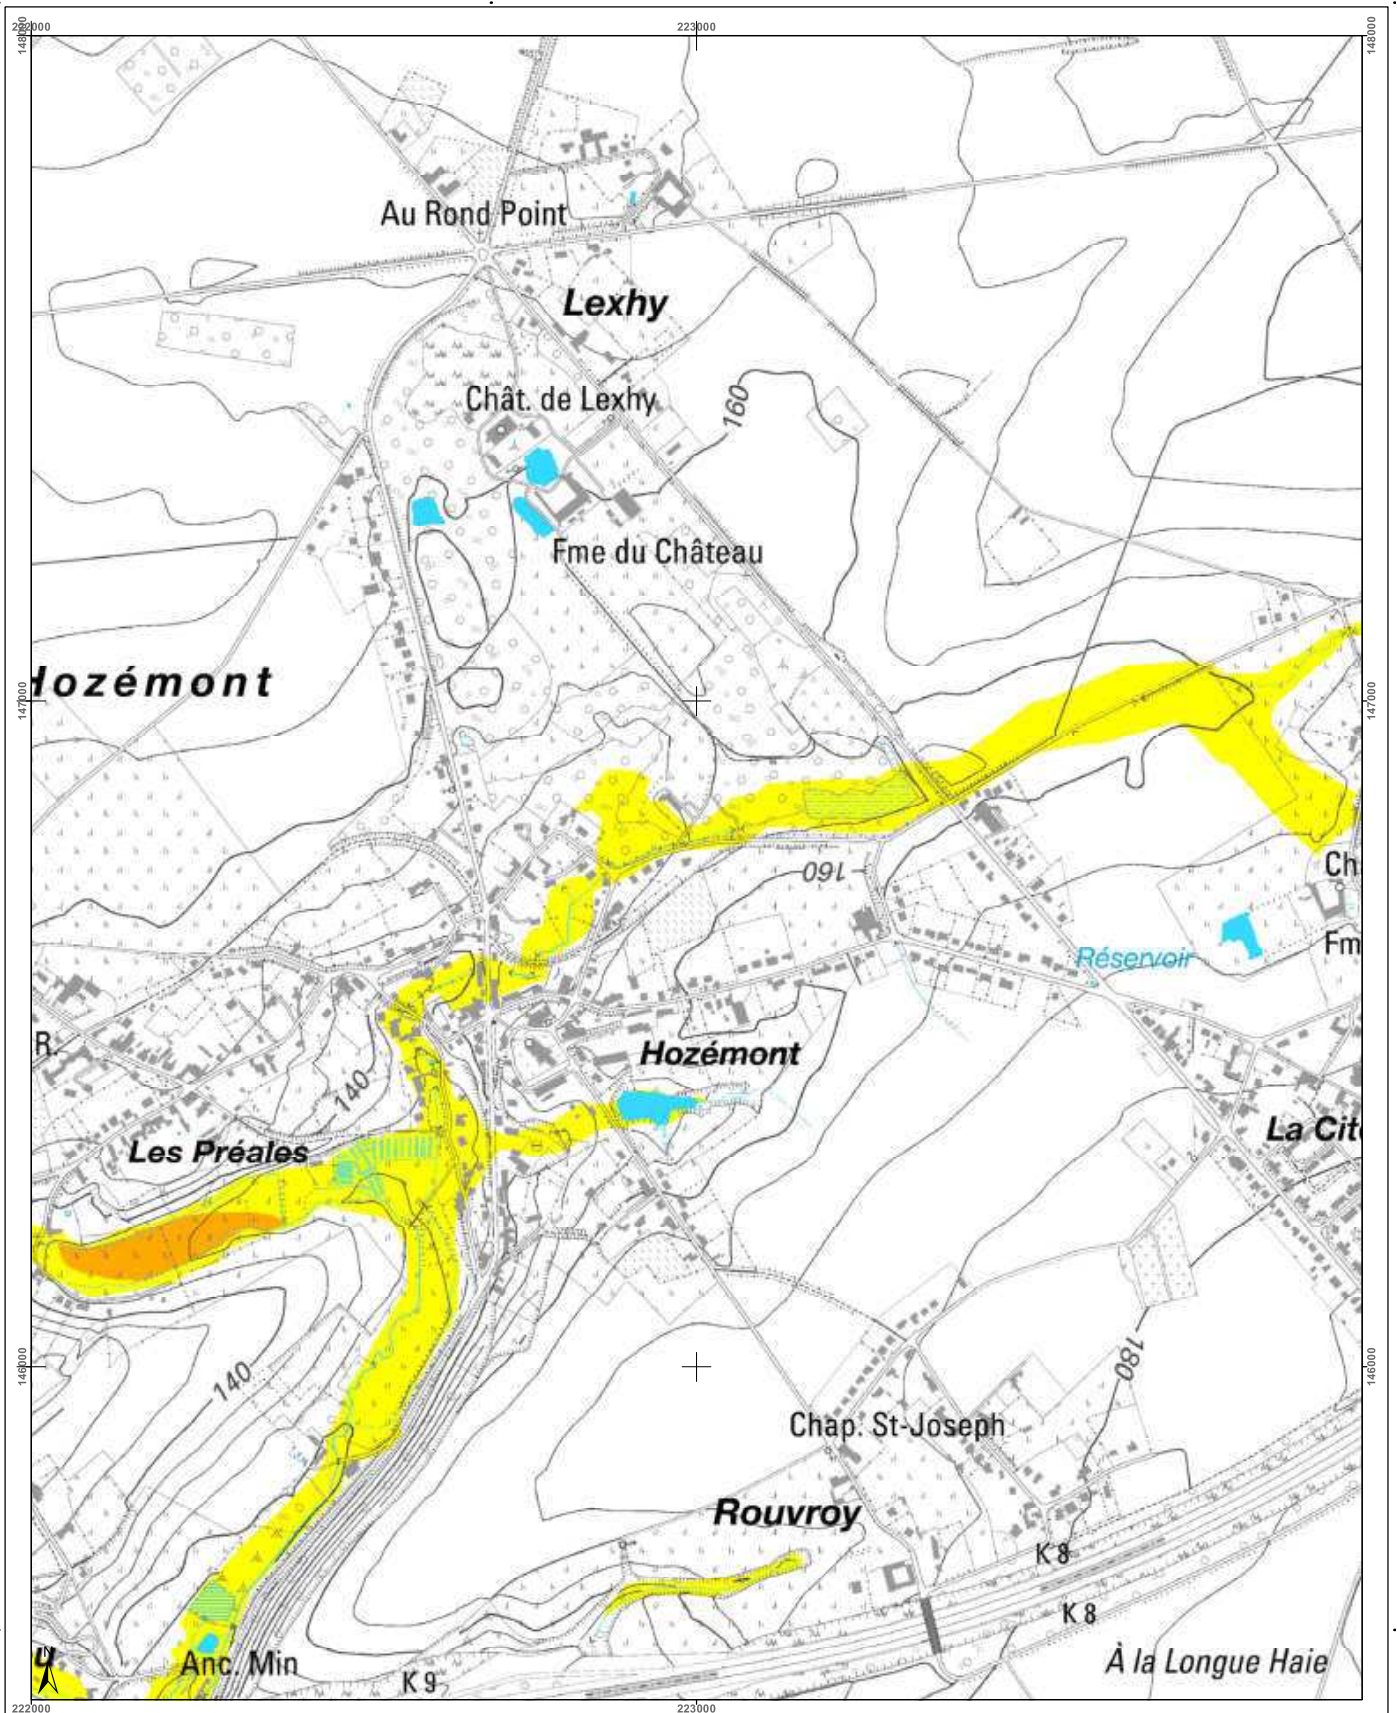 222000
223000
148000
148000
Au Rond Point
Lexhy
Chât. de Lexhy
160
Fme du Château
Hozémont
147000
147000
160
Ch
Réservoir
Fm
R.
Hozémont
140
La Cit
Les Préales
146000
146000
140
180
Chap. St-Joseph
Rouvroy
K 8
K 8
u
N
Anc. Min
À la Longue Haie
K 9
222000
223000